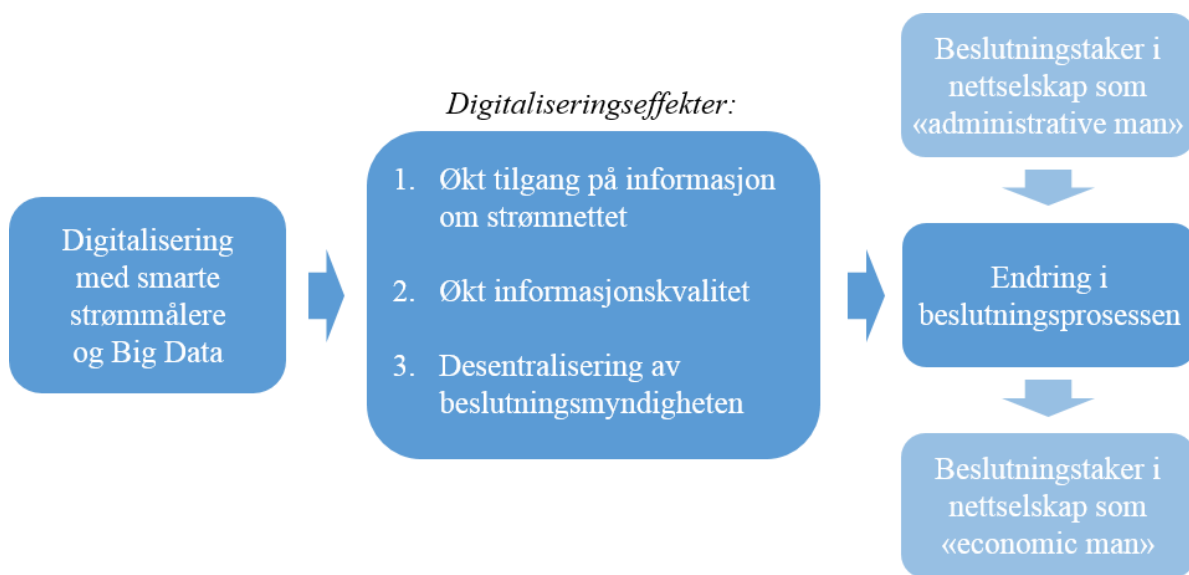 Digitalisering
med smarte
strømmålere
og Big Data
Digitaliseringseffekter:
1. Økt tilgang på informasjon
om strømnettet
2. Økt informasjonskvalitet
3. Desentralisering av
beslutningsmyndigheten
Beslutningstaker i
nettselskap som
«administrative man»
Endring i
beslutningsprosessen
Beslutningstaker i
nettselskap som
«economic man»